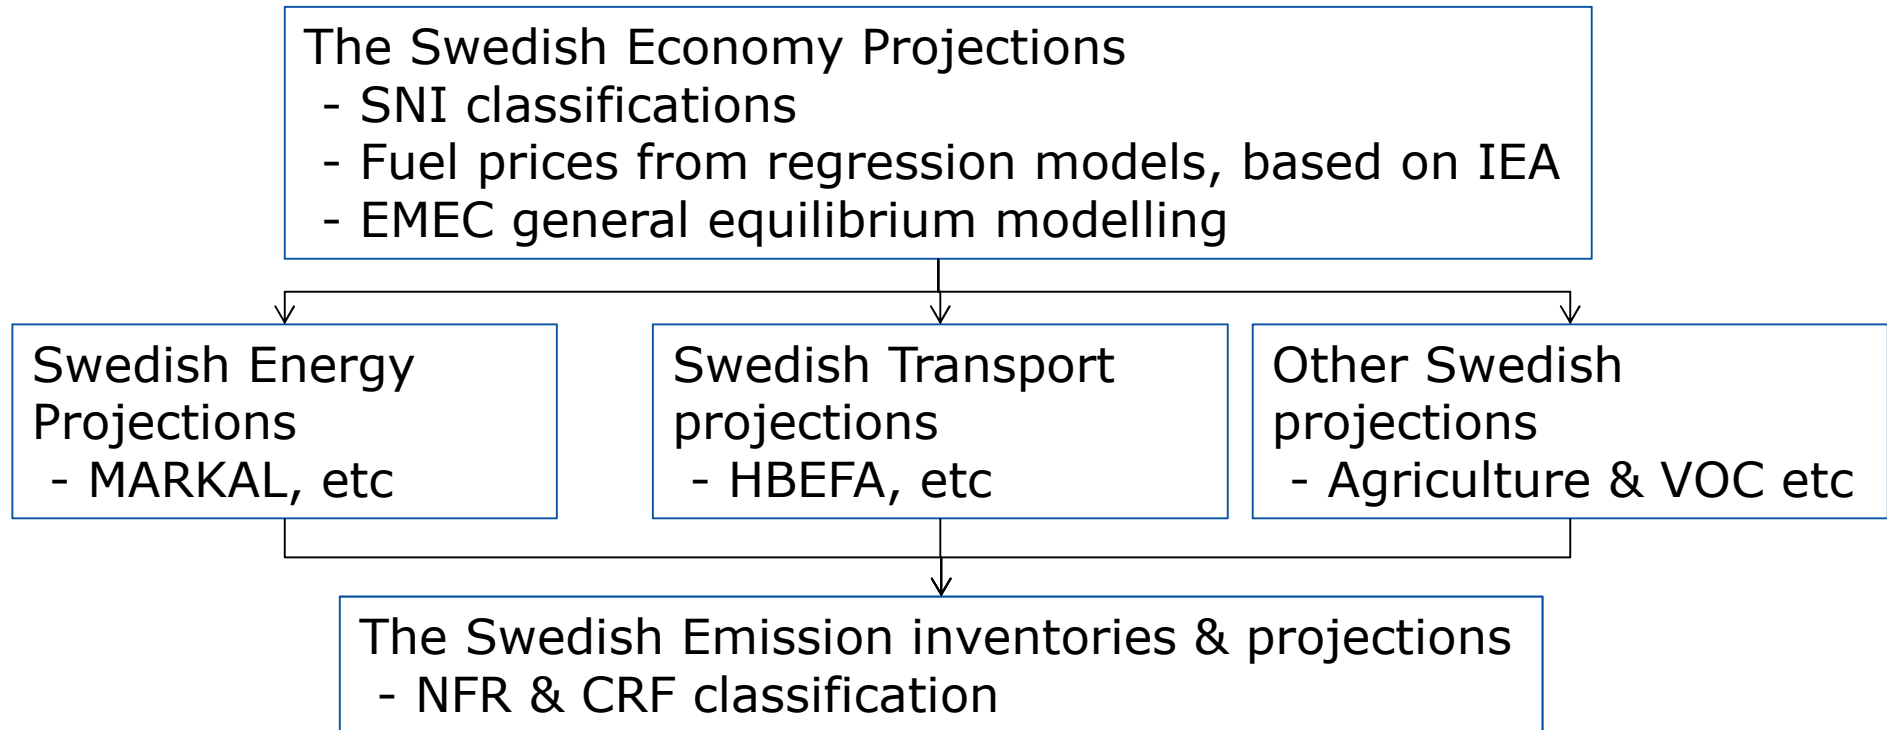 The Swedish Economy Projections
- SNI classifications
- Fuel prices from regression models, based on IEA
- EMEC general equilibrium modelling
Swedish Energy
Projections
- MARKAL, etc
Swedish Transport
projections
- HBEFA, etc
Other Swedish
projections
- Agriculture & VOC etc
The Swedish Emission inventories & projections
- NFR & CRF classification